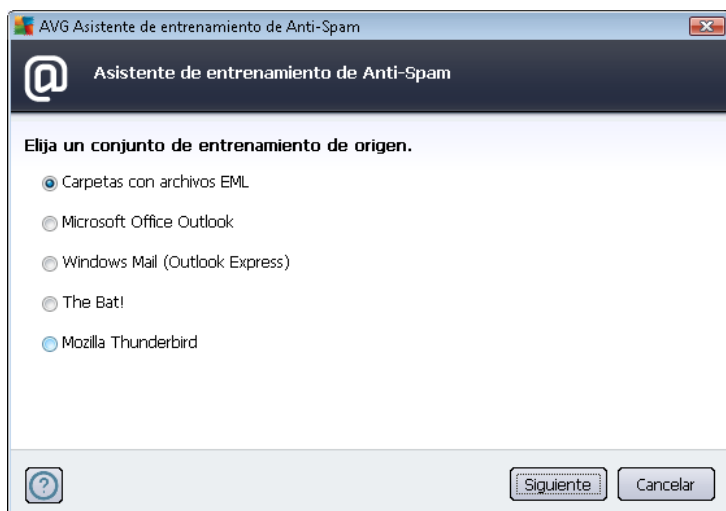 AVG Asistente de entrenamiento de Anti-Spam
Asistente de entrenamiento de Anti-Spam
Elija un conjunto de entrenamiento de origen.
Carpetas con archivos EML
Microsoft Office Outlook
Windows Mail (Outlook Express)
The Bat!
Mozilla Thunderbird
Siguiente Cancelar